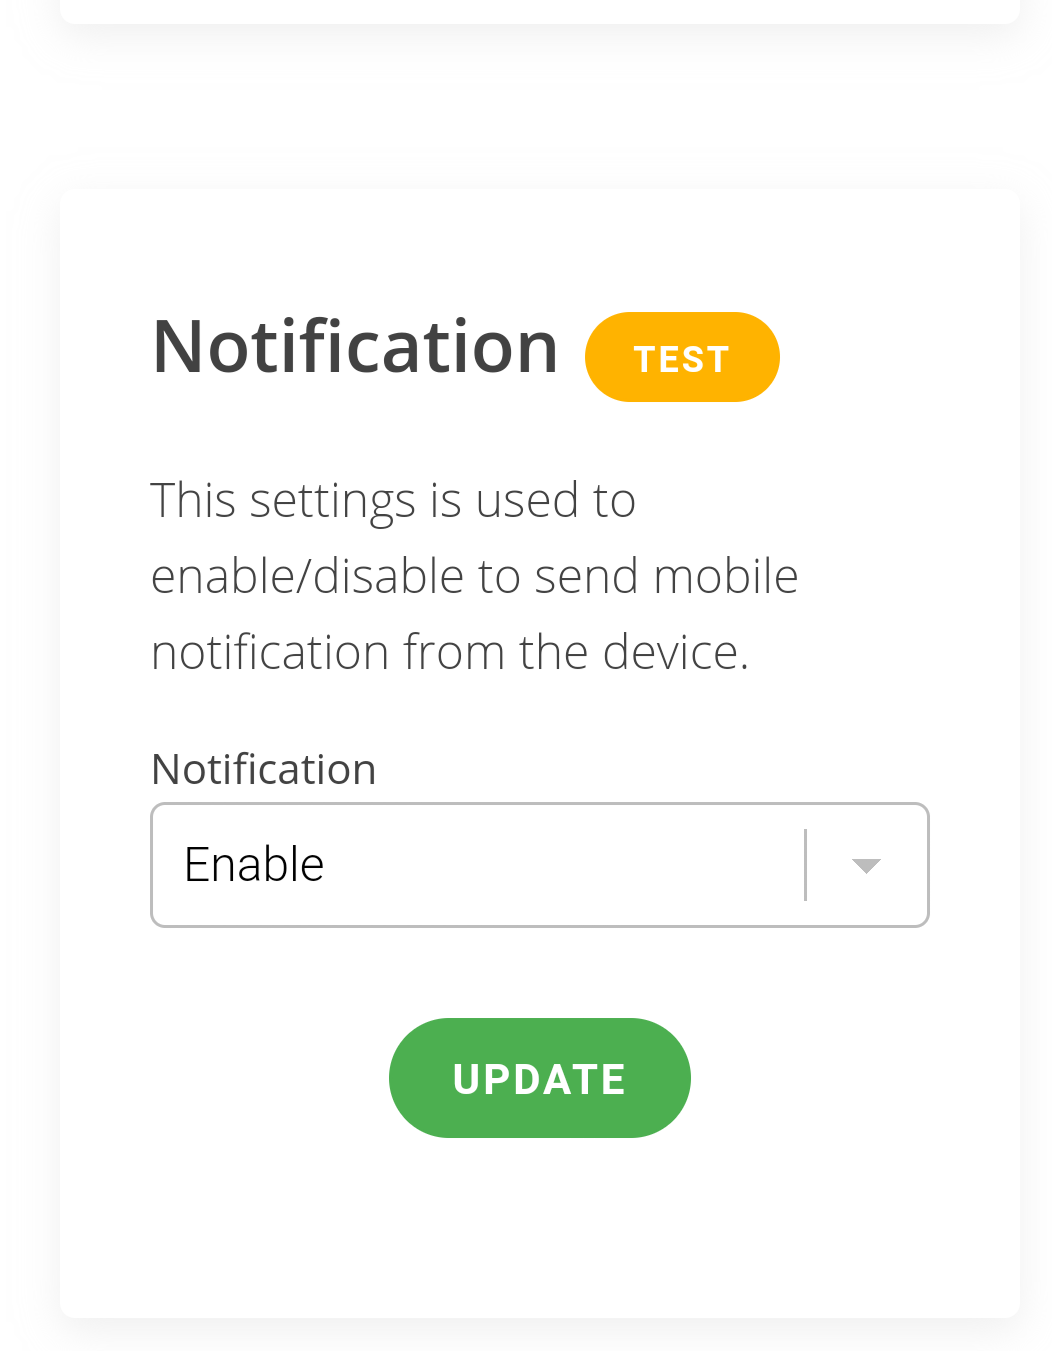 Notification TEST
This settings is used to
enable/disable to send mobile
notification from the device.
Notification
Enable
UPDATE